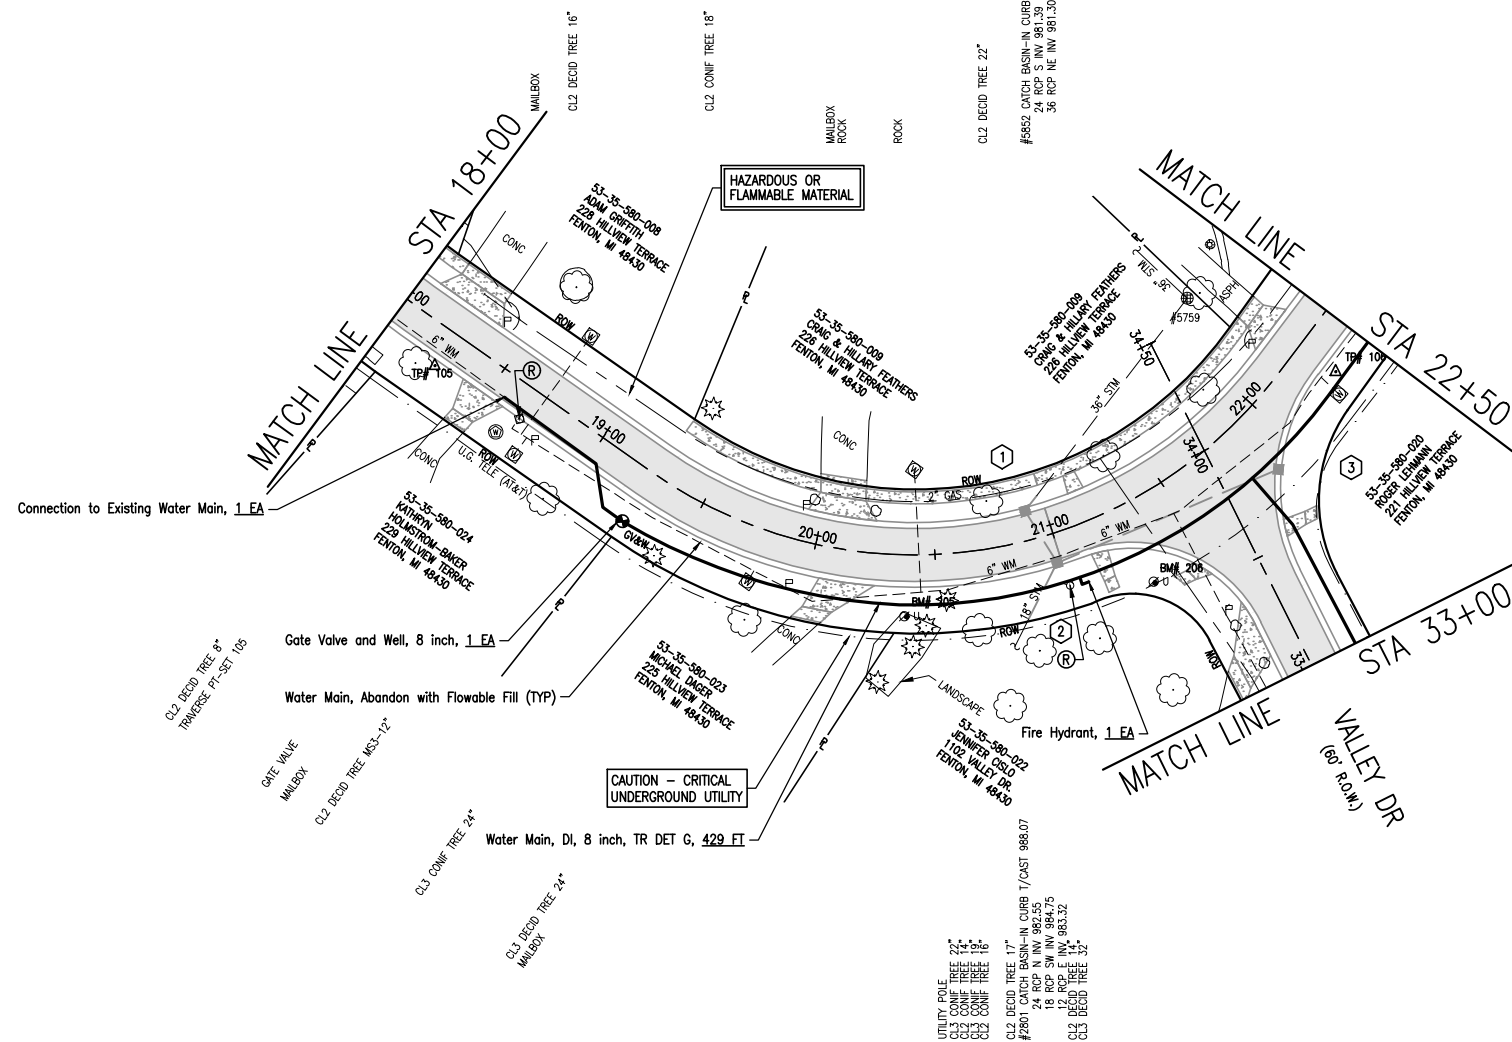 MAILBOX
CL2 DECID TREE 16"
CL2 CONIF TREE 18"
MAILBOX
ROCK
ROCK
CL2 DECID TREE 22"
#5852 CATCH BASIN-IN CURB
24 RCP S INV 981.39
36 RCP NE INV 981.30
STA 18+00
MATCH LINE
HAZARDOUS OR
FLAMMABLE MATERIAL
53-35-580-008
ADAM GRIFFITH
228 HILLVIEW TERRACE
FENTON, MI 48430
CONC
ROW
W
MATCH LINE
STA 22+50
36" STM
ASPH
#5759
53-35-580-009
CRAIG & HILLARY FEATHERS
226 HILLVIEW TERRACE
FENTON, MI 48430
53-35-580-009
CRAIG & HILLARY FEATHERS
226 HILLVIEW TERRACE
FENTON, MI 48430
34+50
TP# 106
W
00
6" WM
TP# 105
R
19+00
W
W
ROW
U.G. TELE (AT&T)
CONC
CONC
W
2" GAS
ROW
1
36" STM
34+00
22+00
3
53-35-580-020
ROGER LEHMANN
221 HILLVIEW TERRACE
FENTON, MI 48430
Connection to Existing Water Main, 1 EA
53-35-580-024
KATHRYN
HOLMSTROM-BAKER
229 HILLVIEW TERRACE
FENTON, MI 48430
GV&W
20+00
21+00
6" WM
6" WM
W
BM# 206
18" STM
ROW
2
R
CONC
ROW
33
STA 33+00
MATCH LINE
VALLEY DR
(60' R.O.W.)
Gate Valve and Well, 8 inch, 1 EA
Water Main, Abandon with Flowable Fill (TYP)
53-35-580-023
MICHAEL DAGER
225 HILLVIEW TERRACE
FENTON, MI 48430
LANDSCAPE
53-35-580-022
JENNIFER CISLO
1102 VALLEY DR.
FENTON, MI 48430
Fire Hydrant, 1 EA
CAUTION - CRITICAL
UNDERGROUND UTILITY
Water Main, DI, 8 inch, TR DET G, 429 FT
CL2 DECID TREE 8"
TRAVERSE PT-SET 105
GATE VALVE
MAILBOX
CL2 DECID TREE MS3-12"
CL3 CONIF TREE 24"
CL3 DECID TREE 24"
MAILBOX
UTILITY POLE
CL3 CONIF TREE 22"
CL2 CONIF TREE 14"
CL3 CONIF TREE 19"
CL2 CONIF TREE 16"
CL2 DECID TREE 17"
#2801 CATCH BASIN-IN CURB T/CAST 988.07
24 RCP N INV 982.55
18 RCP SW INV 984.75
12 RCP E INV 983.32
CL2 DECID TREE 14"
CL3 DECID TREE 32"